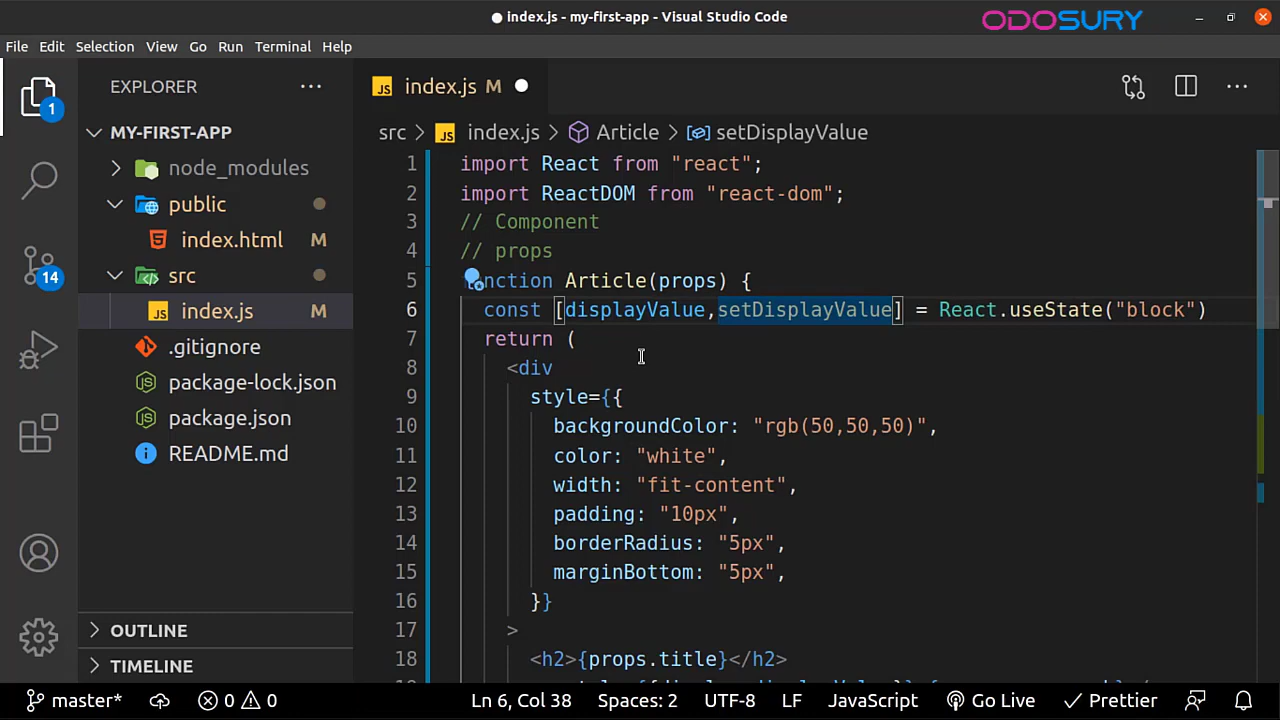 index.js - my-first-app - Visual Studio Code
ODOSURY
File Edit Selection View Go Run Terminal Help
EXPLORER
index.js M
MY-FIRST-APP
src > index.js > Article > setDisplayValue
node_modules
public
index.html M
src
index.js M
.gitignore
package-lock.json
package.json
README.md
1 import React from "react";
2 import ReactDOM from "react-dom";
3 // Component
4 // props
5 nction Article(props) {
6 const [displayValue,setDisplayValue] = React.useState("block")
7 return (
8 <div
9 style={{
10 backgroundColor: "rgb(50,50,50)",
11 color: "white",
12 width: "fit-content",
13 padding: "10px",
14 borderRadius: "5px",
15 marginBottom: "5px",
16 }}
17 >
18 <h2>{props.title}</h2>
1
14
OUTLINE
TIMELINE
master* 0 0 Ln 6, Col 38 Spaces: 2 UTF-8 LF JavaScript Go Live Prettier